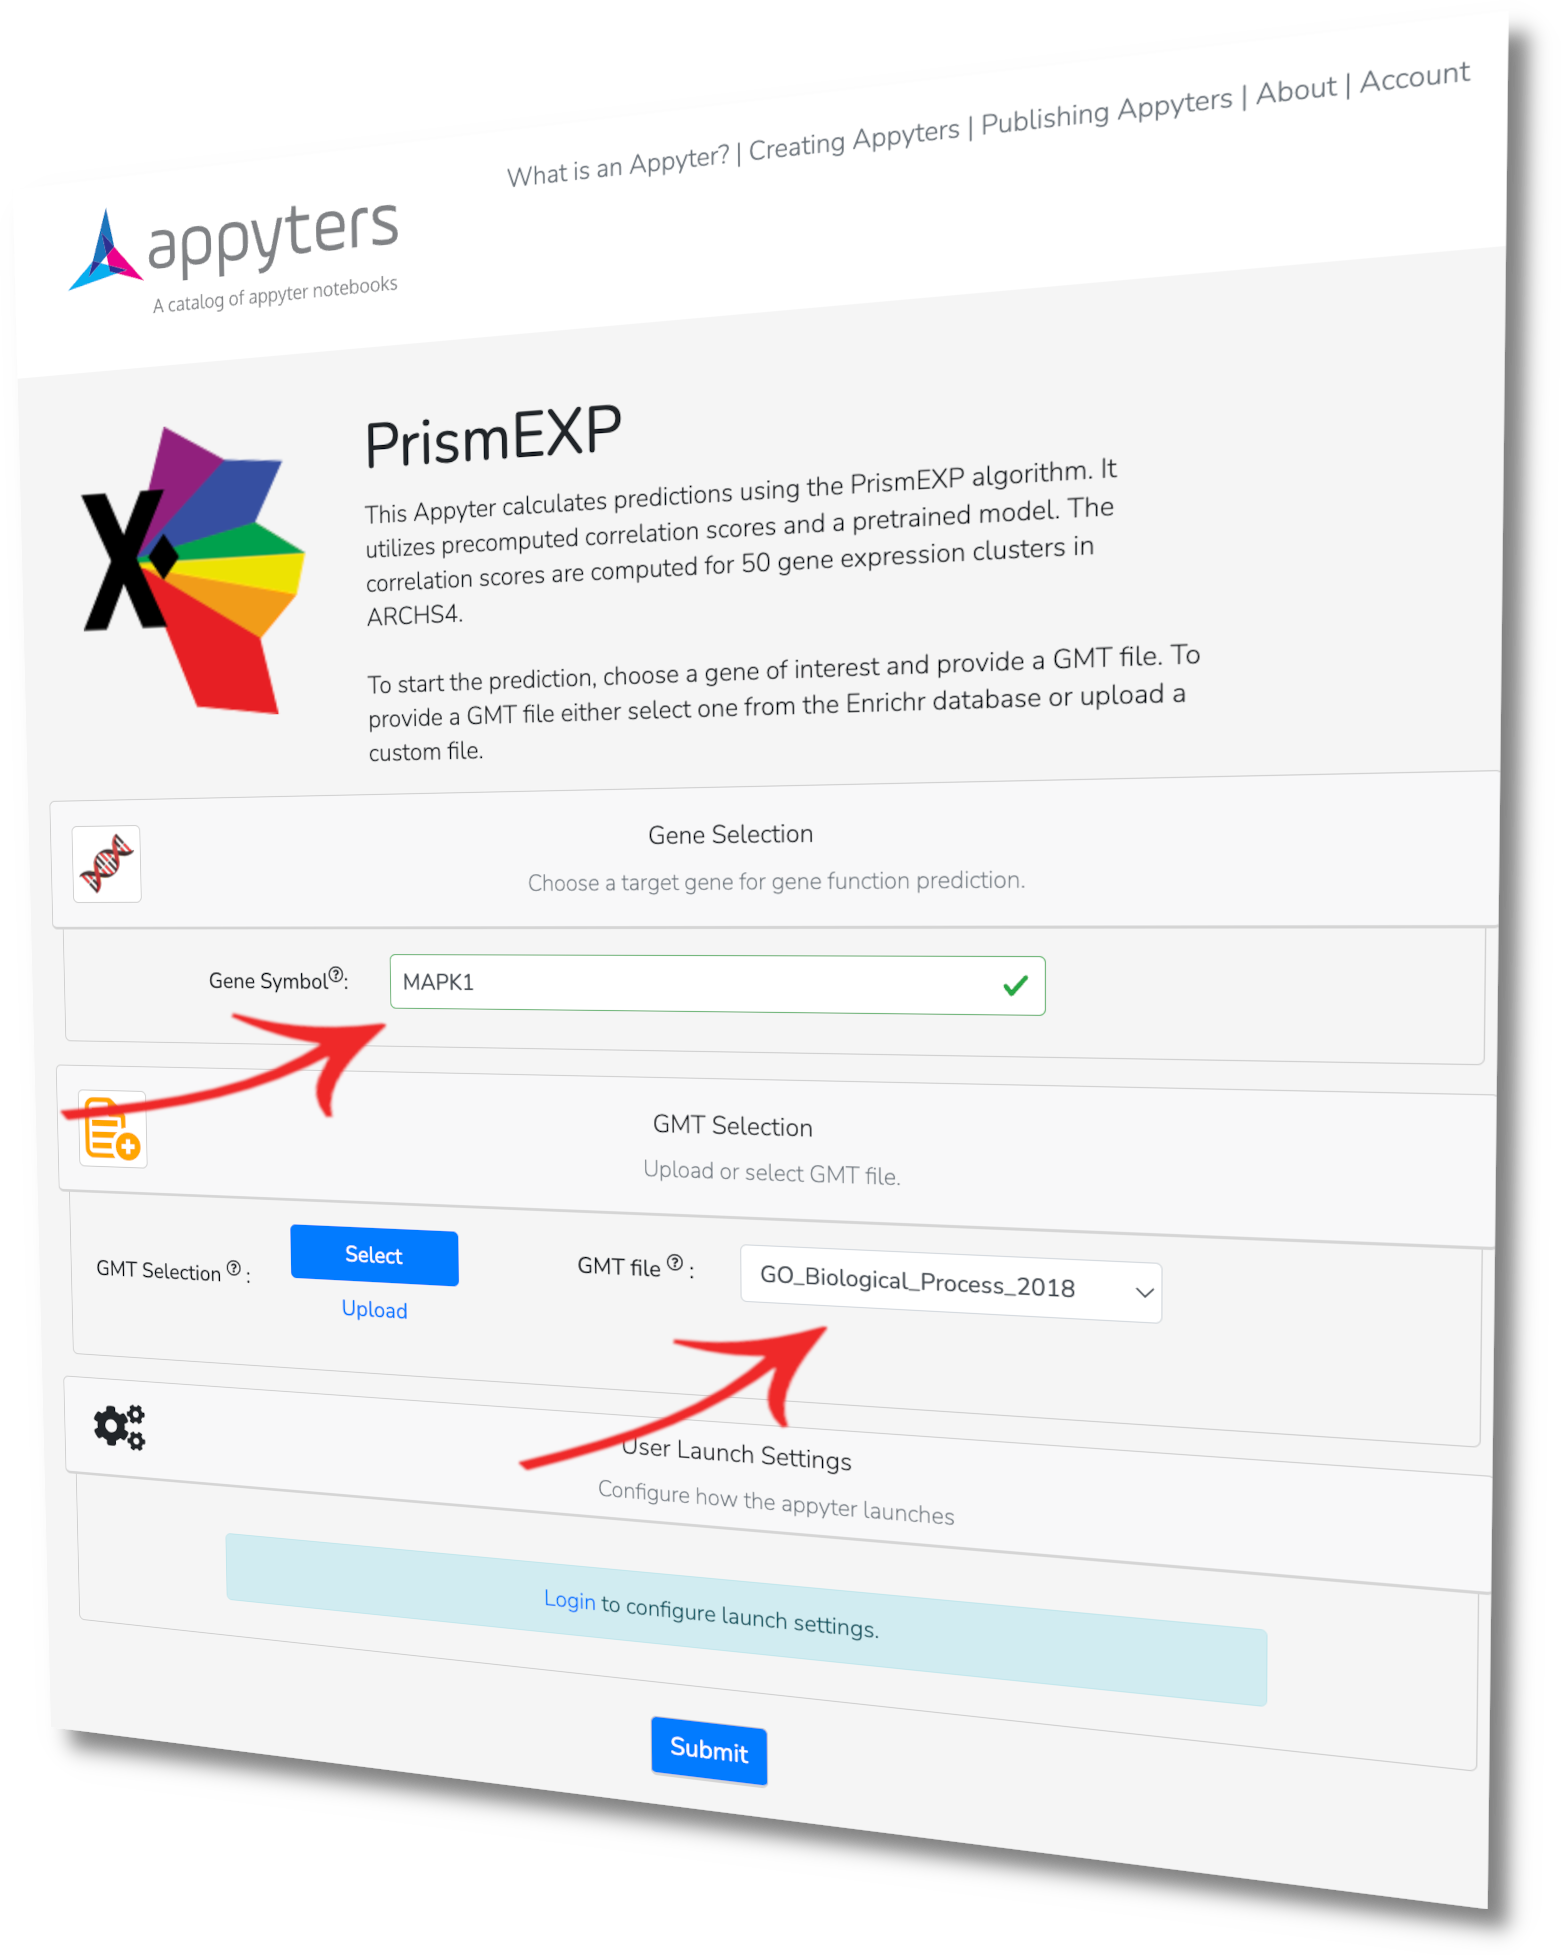 What is an Appyter? | Creating Appyters | Publishing Appyters | About | Account
appyters
A catalog of appyter notebooks
PrismEXP
This Appyter calculates predictions using the PrismEXP algorithm. It
utilizes precomputed correlation scores and a pretrained model. The
correlation scores are computed for 50 gene expression clusters in
ARCHS4.
To start the prediction, choose a gene of interest and provide a GMT file. To
provide a GMT file either select one from the Enrichr database or upload a
custom file.
Gene Selection
Choose a target gene for gene function prediction.
Gene Symbol?: MAPK1
GMT Selection
Upload or select GMT file.
GMT Selection ? : Select GMT file ? : GO_Biological_Process_2018
Upload
User Launch Settings
Configure how the appyter launches
Login to configure launch settings.
Submit